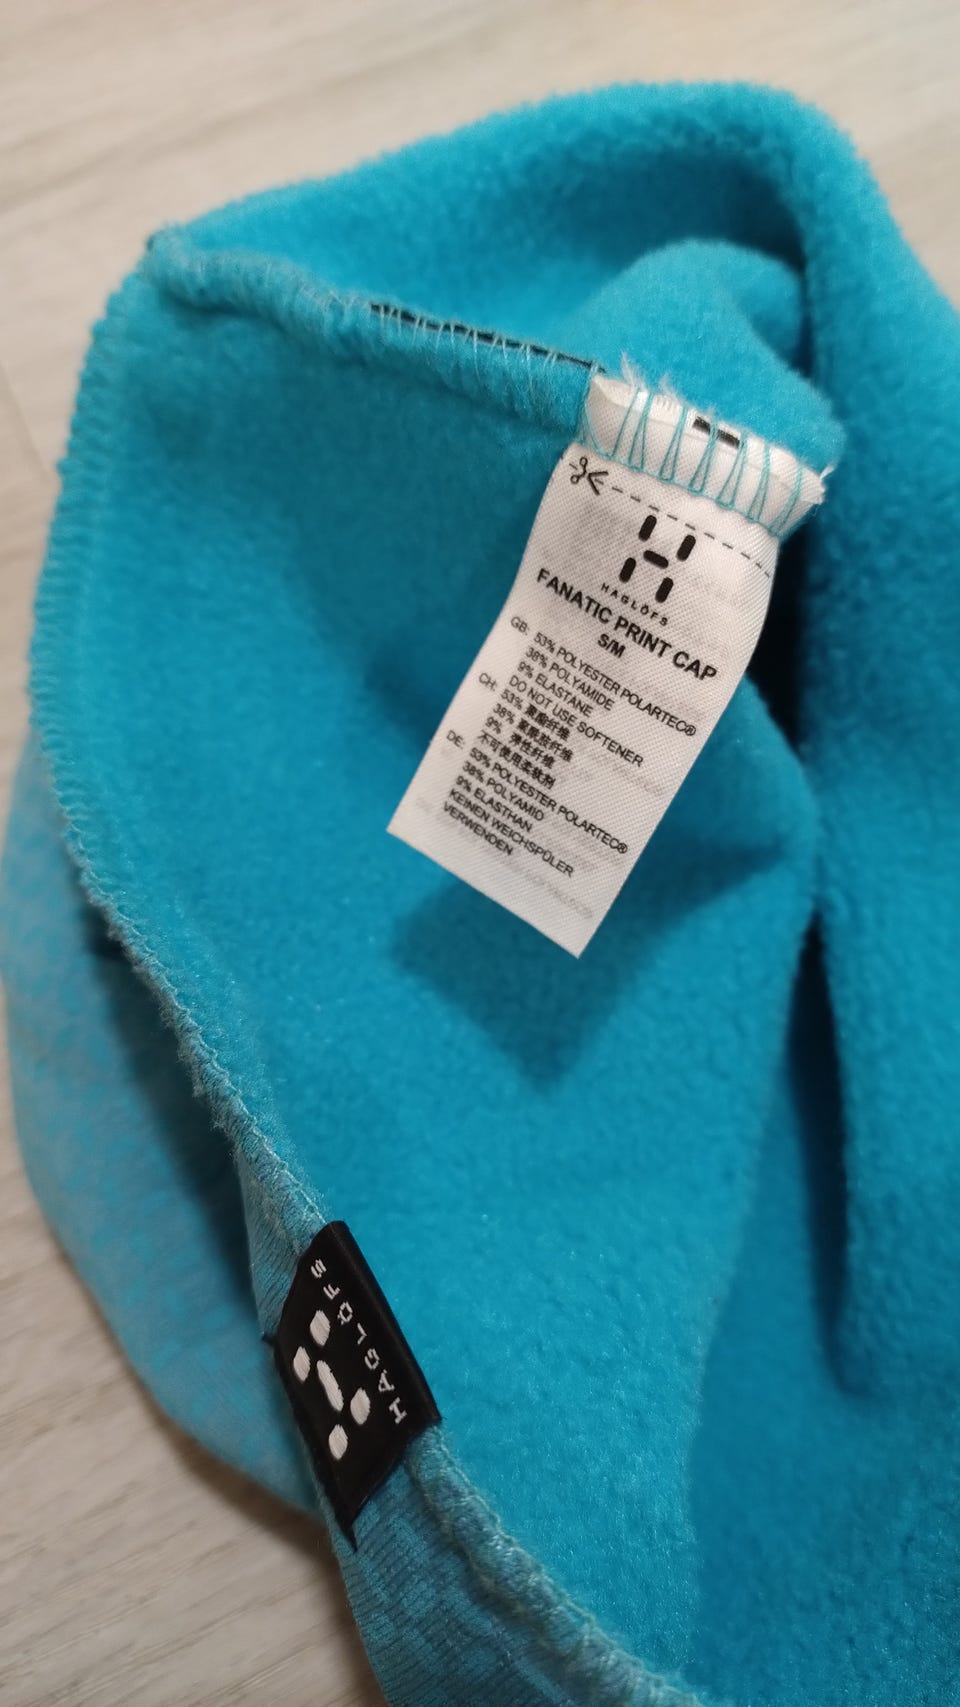 HAGLÖFS
FANATIC PRINT CAP
S/M
GB: 53% POLYESTER POLARTEC®
38% POLYAMIDE
9% ELASTANE
DO NOT USE SOFTENER
CH: 53% 聚酯纤维
38% 聚酰胺纤维
9% 弹性纤维
不可使用柔软剂
DE: 53% POLYESTER POLARTEC®
38% POLYAMID
9% ELASTHAN
KEINEN WEICHSPÜLER
VERWENDEN
HAGLÖFS